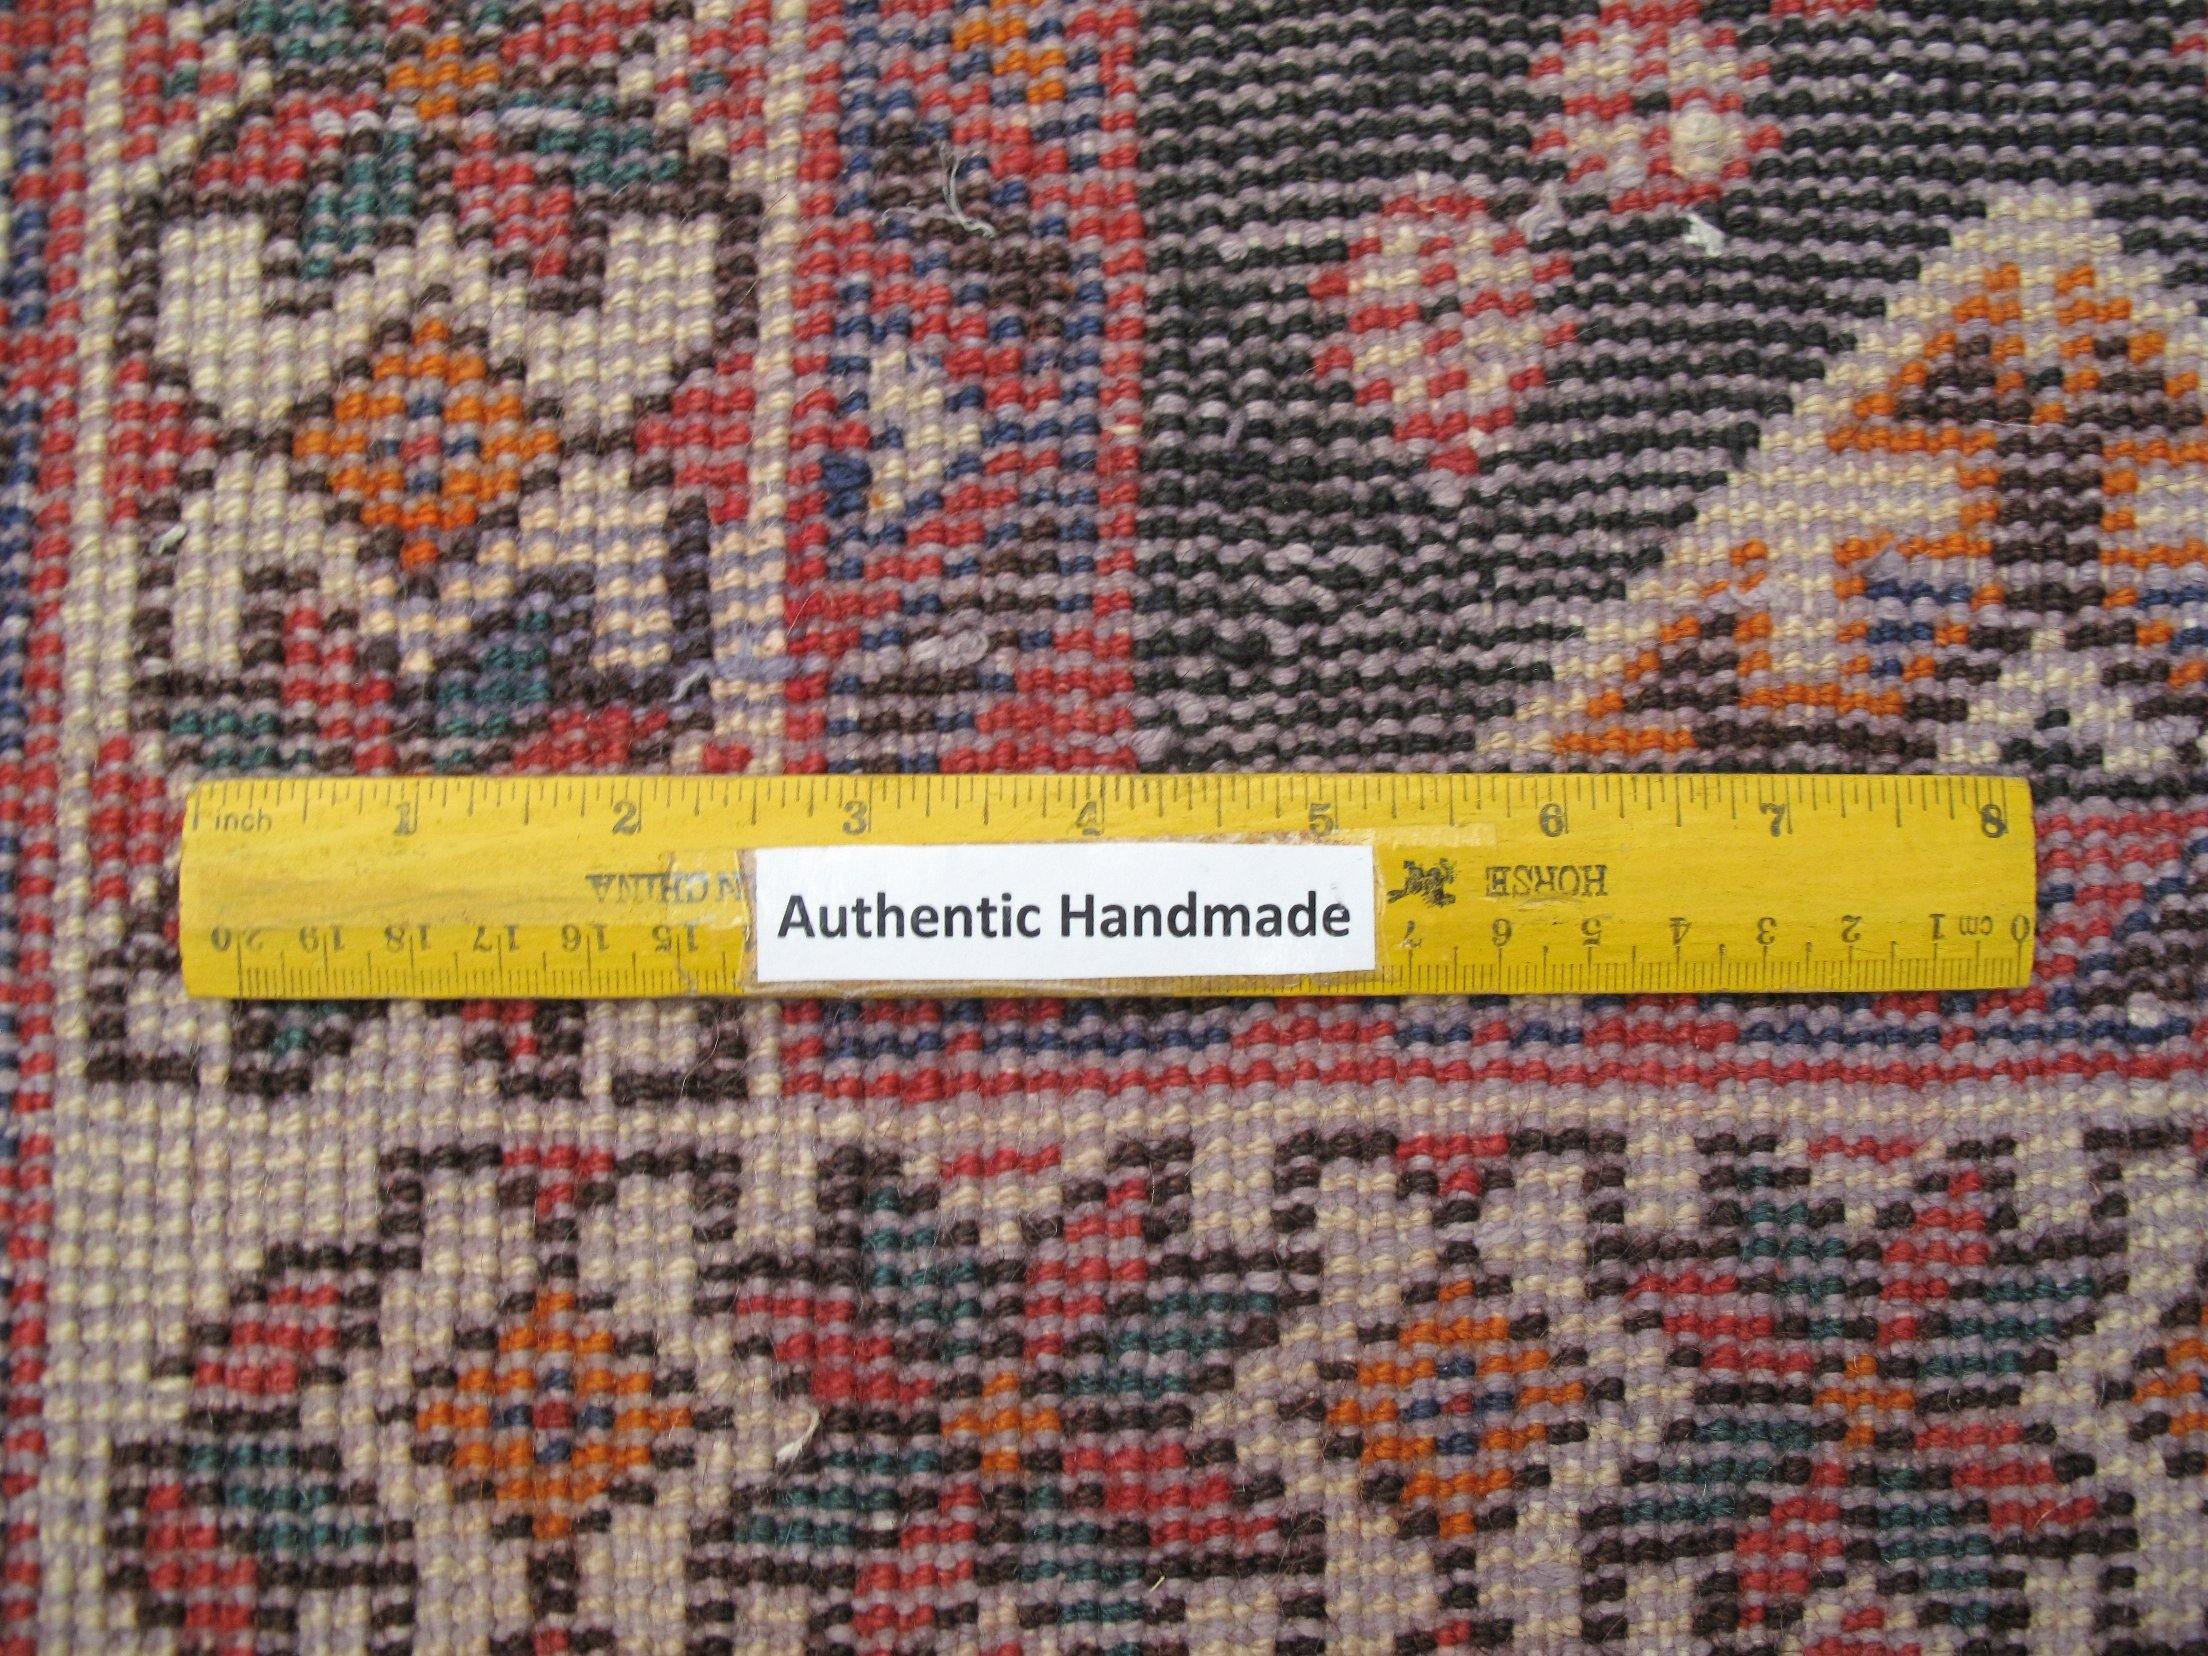 inch 1 2 3 4 5 6 7 8
N CHINA
HORSE
Authentic Handmade
20 19 18 17 16 15 7 6 5 4 3 2 1 cm 0